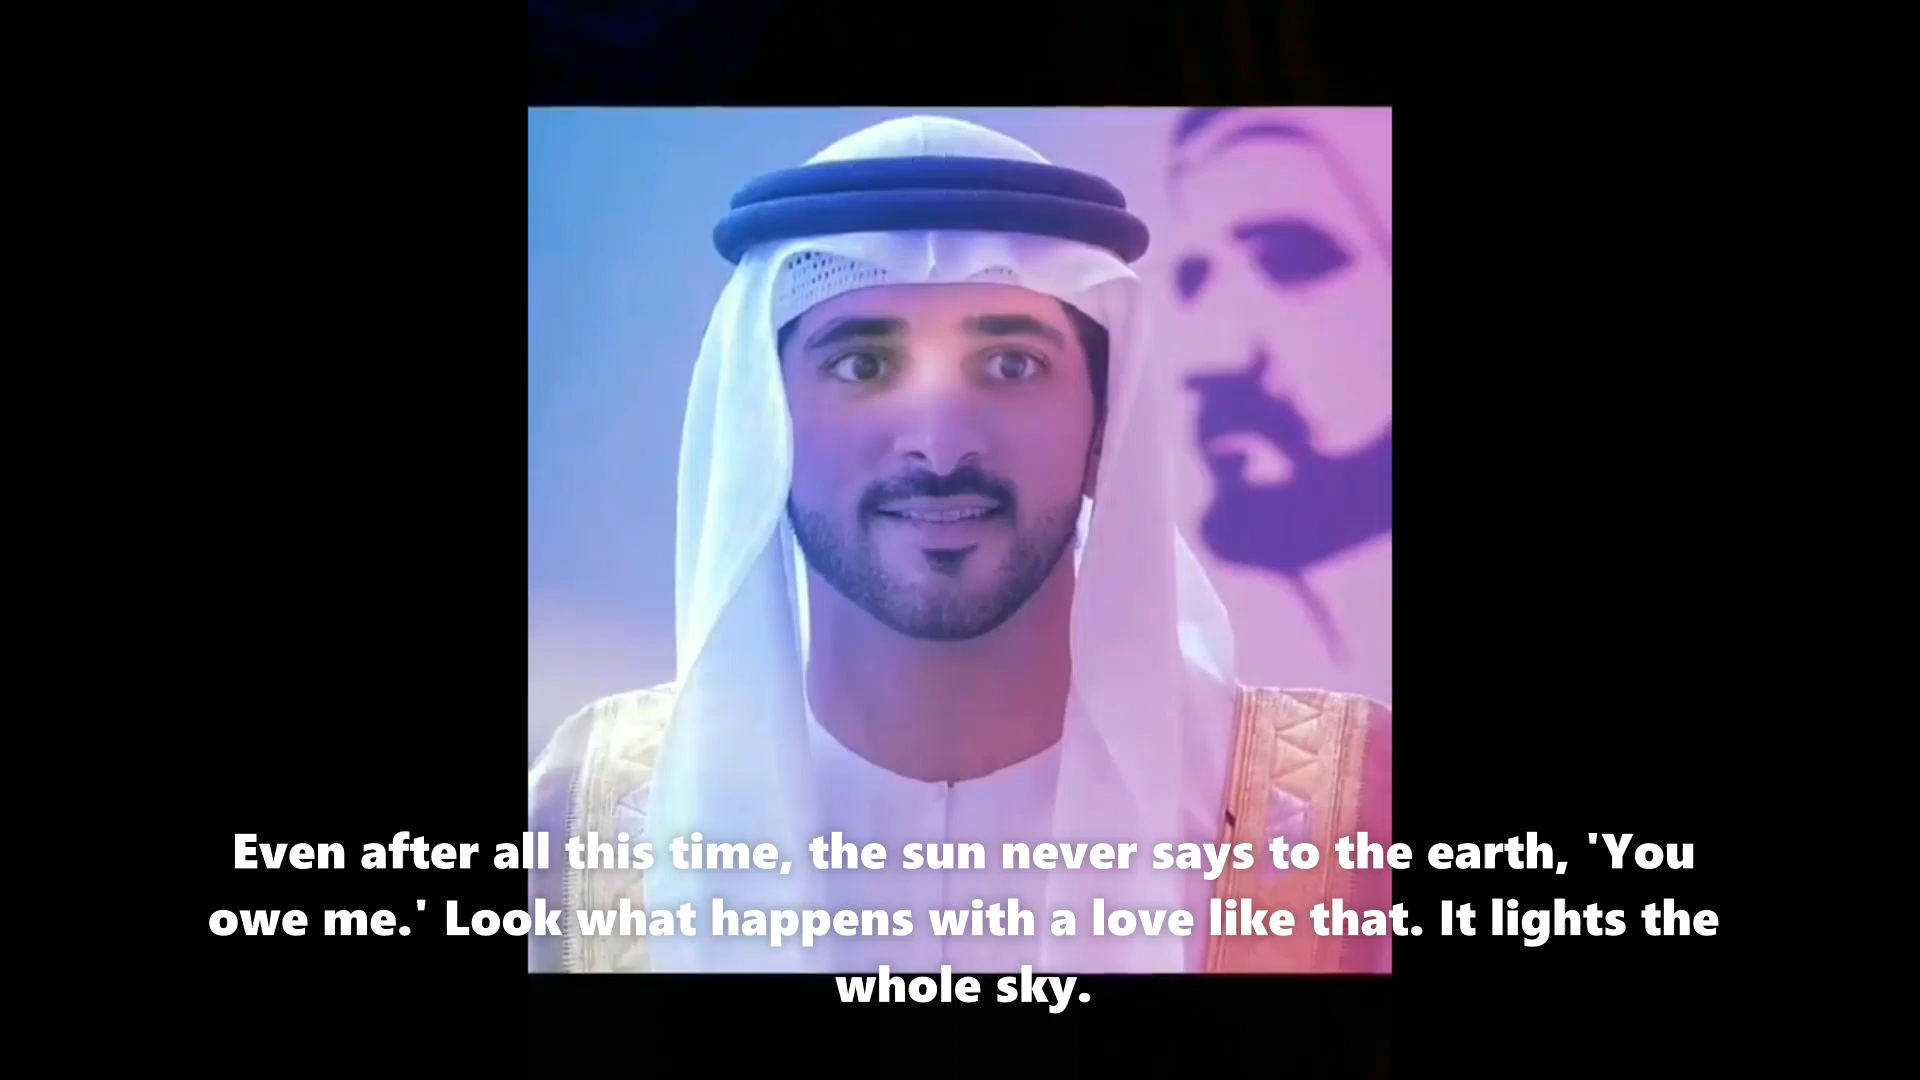 Even after all this time, the sun never says to the earth, 'You
owe me.' Look what happens with a love like that. It lights the
whole sky.